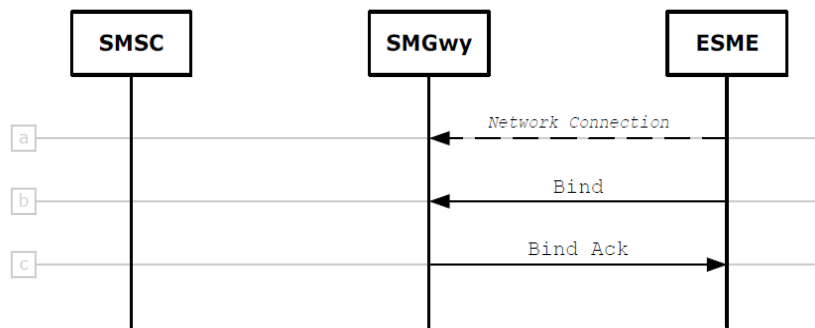 SMSC
SMGwy
ESME
a
Network Connection
b
Bind
c
Bind Ack